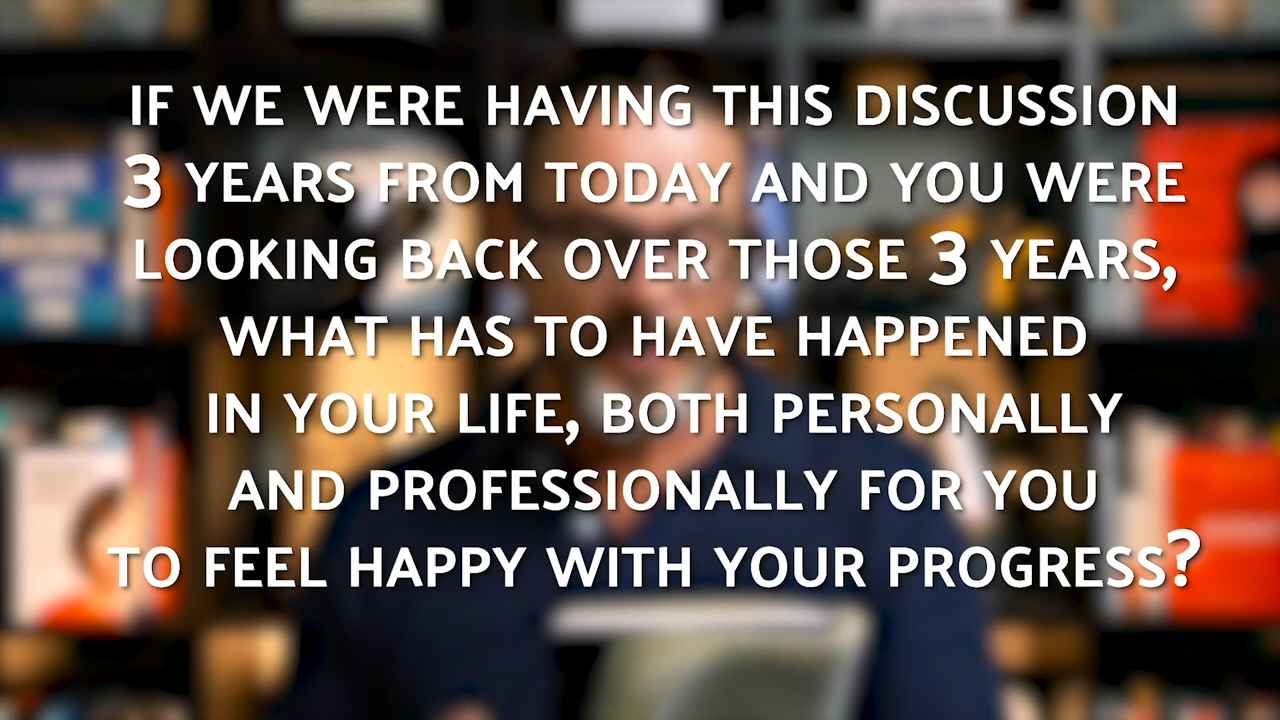 IF WE WERE HAVING THIS DISCUSSION
3 YEARS FROM TODAY AND YOU WERE
LOOKING BACK OVER THOSE 3 YEARS,
WHAT HAS TO HAVE HAPPENED
IN YOUR LIFE, BOTH PERSONALLY
AND PROFESSIONALLY FOR YOU
TO FEEL HAPPY WITH YOUR PROGRESS?